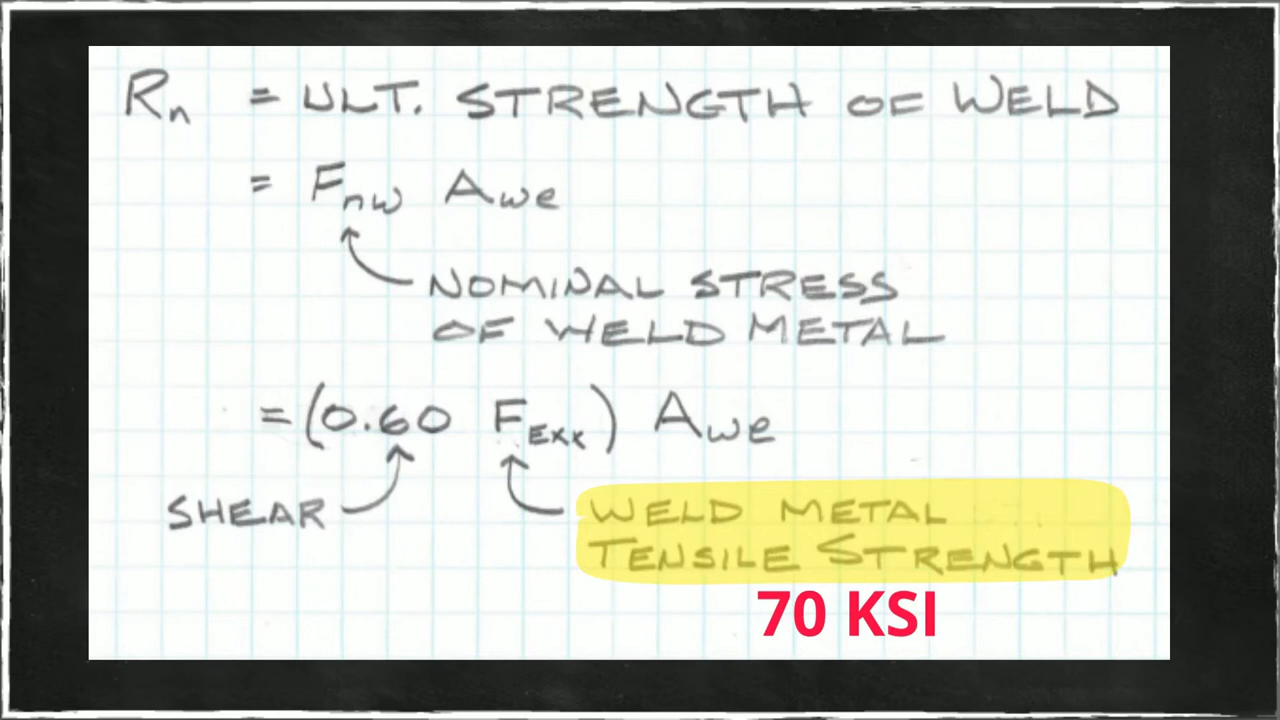 Rn = ULT. STRENGTH OF WELD
= Fnw Awe
NOMINAL STRESS
OF WELD METAL
= (0.60 FExx) Awe
SHEAR
WELD METAL
TENSILE STRENGTH
70 KSI